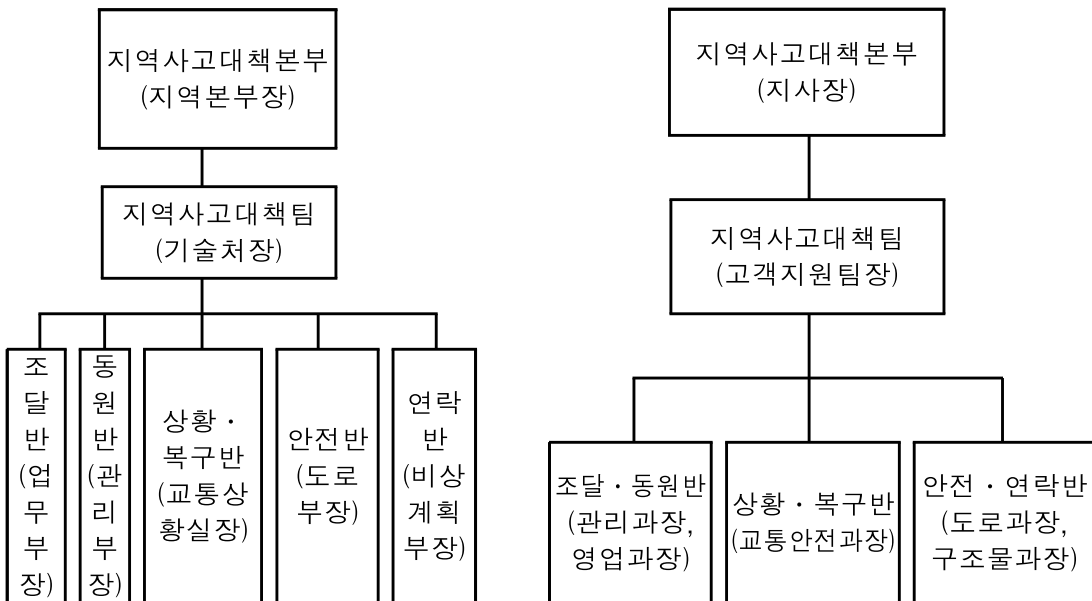 지역사고대책본부
(지역본부장)
지역사고대책팀
(기술처장)
조
달
반
(업
무
부
장)
동
원
반
(관
리
부
장)
상황·
복구반
(교통상
황실장)
안전반
(도로
부장)
연락
반
(비상
계획
부장)
지역사고대책본부
(지사장)
지역사고대책팀
(고객지원팀장)
조달·동원반
(관리과장,
영업과장)
상황·복구반
(교통안전과장)
안전·연락반
(도로과장,
구조물과장)